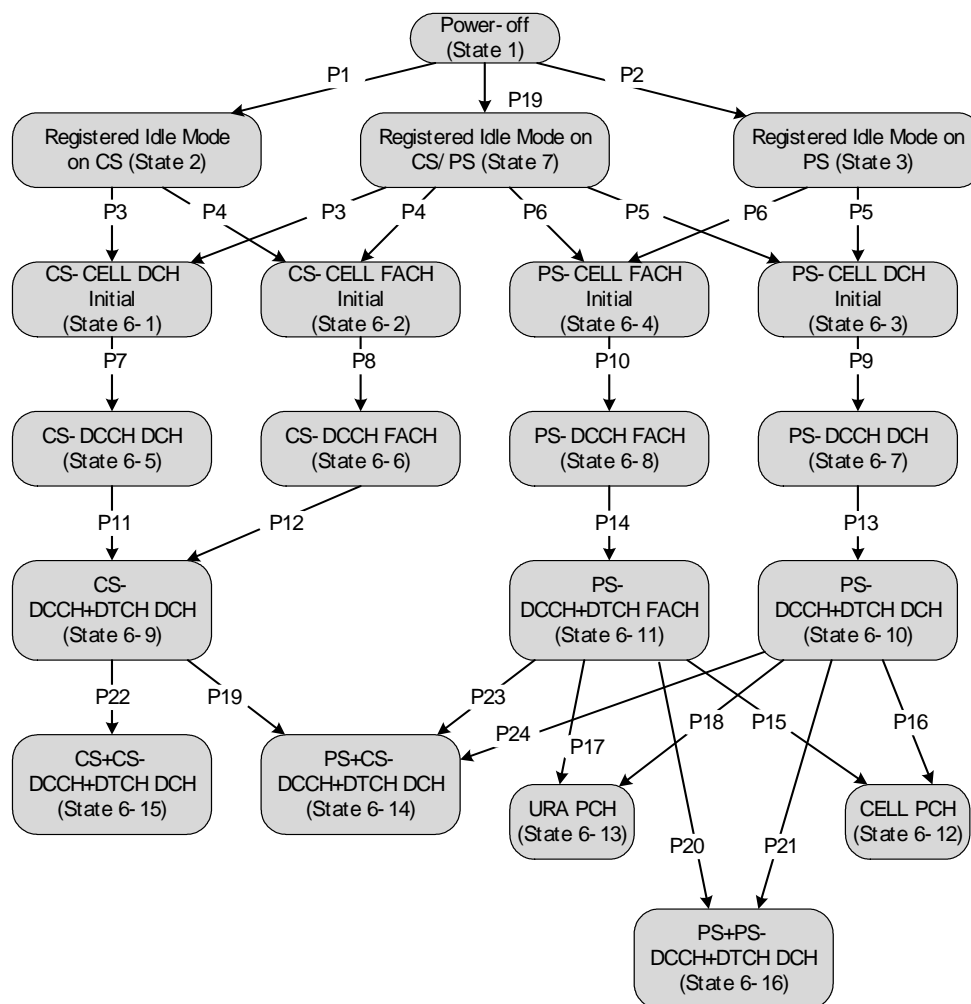 Power- off
(State 1)
P1
P19
P2
Registered Idle Mode
on CS (State 2)
Registered Idle Mode on
CS/ PS (State 7)
Registered Idle Mode on
PS (State 3)
P3
P4
P3
P4
P6
P5
P6
P5
CS- CELL DCH
Initial
(State 6- 1)
CS- CELL FACH
Initial
(State 6- 2)
PS- CELL FACH
Initial
(State 6- 4)
PS- CELL DCH
Initial
(State 6- 3)
P7
P8
P10
P9
CS- DCCH DCH
(State 6- 5)
CS- DCCH FACH
(State 6- 6)
PS- DCCH FACH
(State 6- 8)
PS- DCCH DCH
(State 6- 7)
P11
P12
P14
P13
CS-
DCCH+DTCH DCH
(State 6- 9)
PS-
DCCH+DTCH FACH
(State 6- 11)
PS-
DCCH+DTCH DCH
(State 6- 10)
P22
P19
P23
P24
P17
P18
P15
P16
CS+CS-
DCCH+DTCH DCH
(State 6- 15)
PS+CS-
DCCH+DTCH DCH
(State 6- 14)
URA PCH
(State 6- 13)
CELL PCH
(State 6- 12)
P20
P21
PS+PS-
DCCH+DTCH DCH
(State 6- 16)